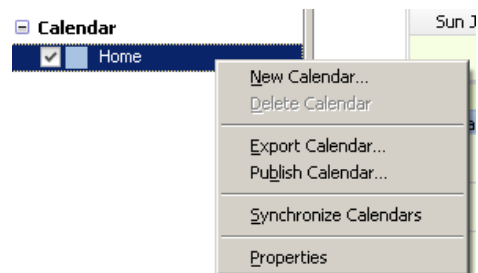 Calendar
Sun J
Home
New Calendar...
Delete Calendar
Export Calendar...
Publish Calendar...
Synchronize Calendars
Properties